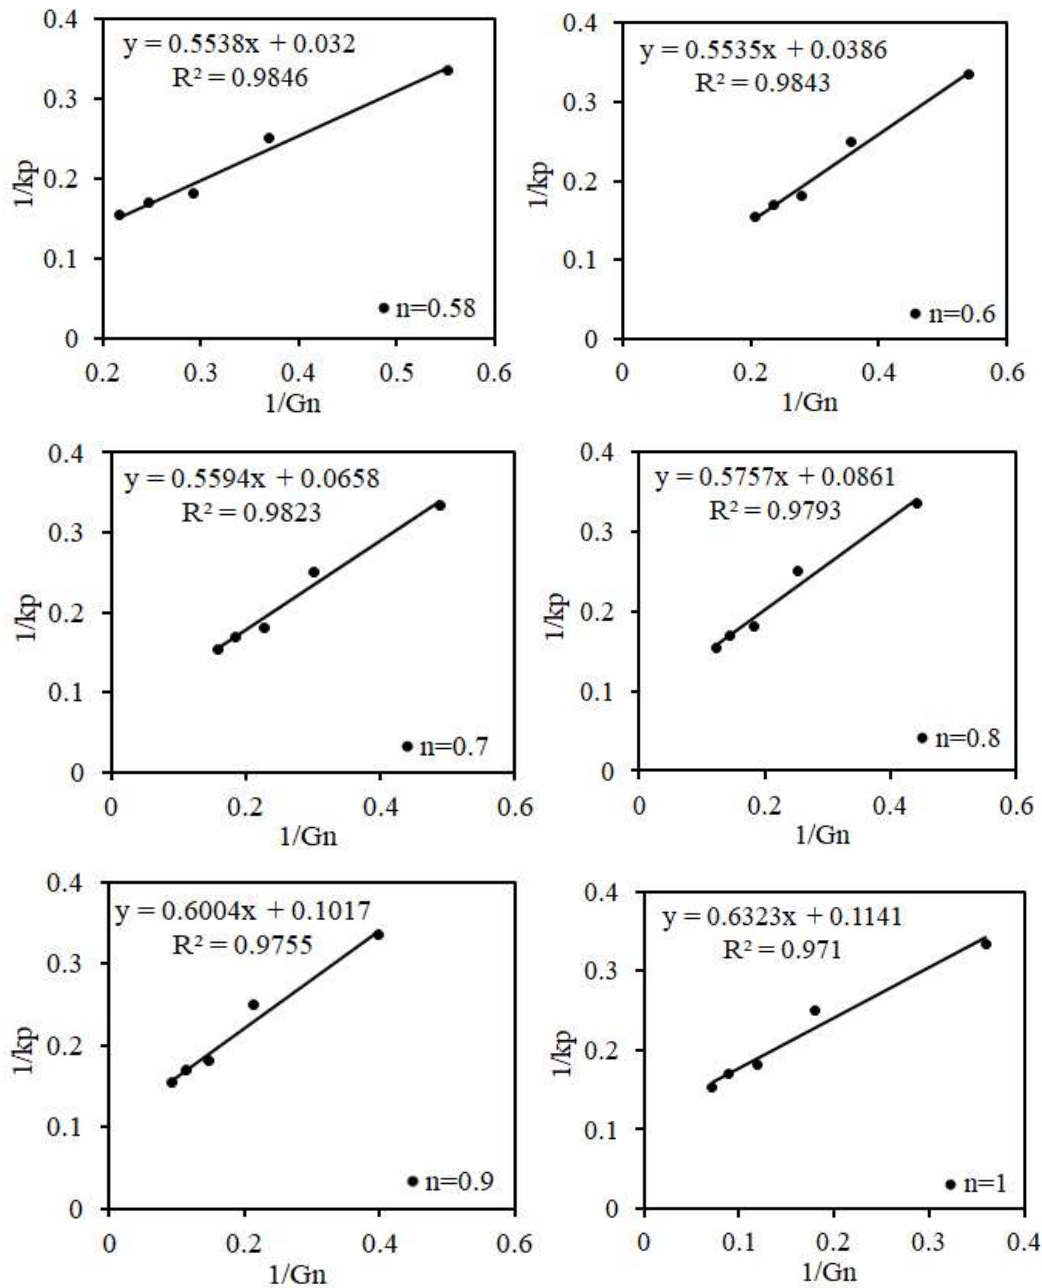 y = 0.5538x + 0.032
R² = 0.9846
0.4
0.3
0.2
0.1
0
1/kp
n=0.58
0.2 0.3 0.4 0.5 0.6
1/Gn
y = 0.5535x + 0.0386
R² = 0.9843
0.4
0.3
0.2
0.1
0
1/kp
n=0.6
0 0.2 0.4 0.6
1/Gn
y = 0.5594x + 0.0658
R² = 0.9823
0.4
0.3
0.2
0.1
0
1/kp
n=0.7
0 0.2 0.4 0.6
1/Gn
y = 0.5757x + 0.0861
R² = 0.9793
0.4
0.3
0.2
0.1
0
1/kp
n=0.8
0 0.2 0.4 0.6
1/Gn
y = 0.6004x + 0.1017
R² = 0.9755
0.4
0.3
0.2
0.1
0
1/kp
n=0.9
0 0.2 0.4 0.6
1/Gn
y = 0.6323x + 0.1141
R² = 0.971
0.4
0.3
0.2
0.1
0
1/kp
n=1
0 0.1 0.2 0.3 0.4
1/Gn